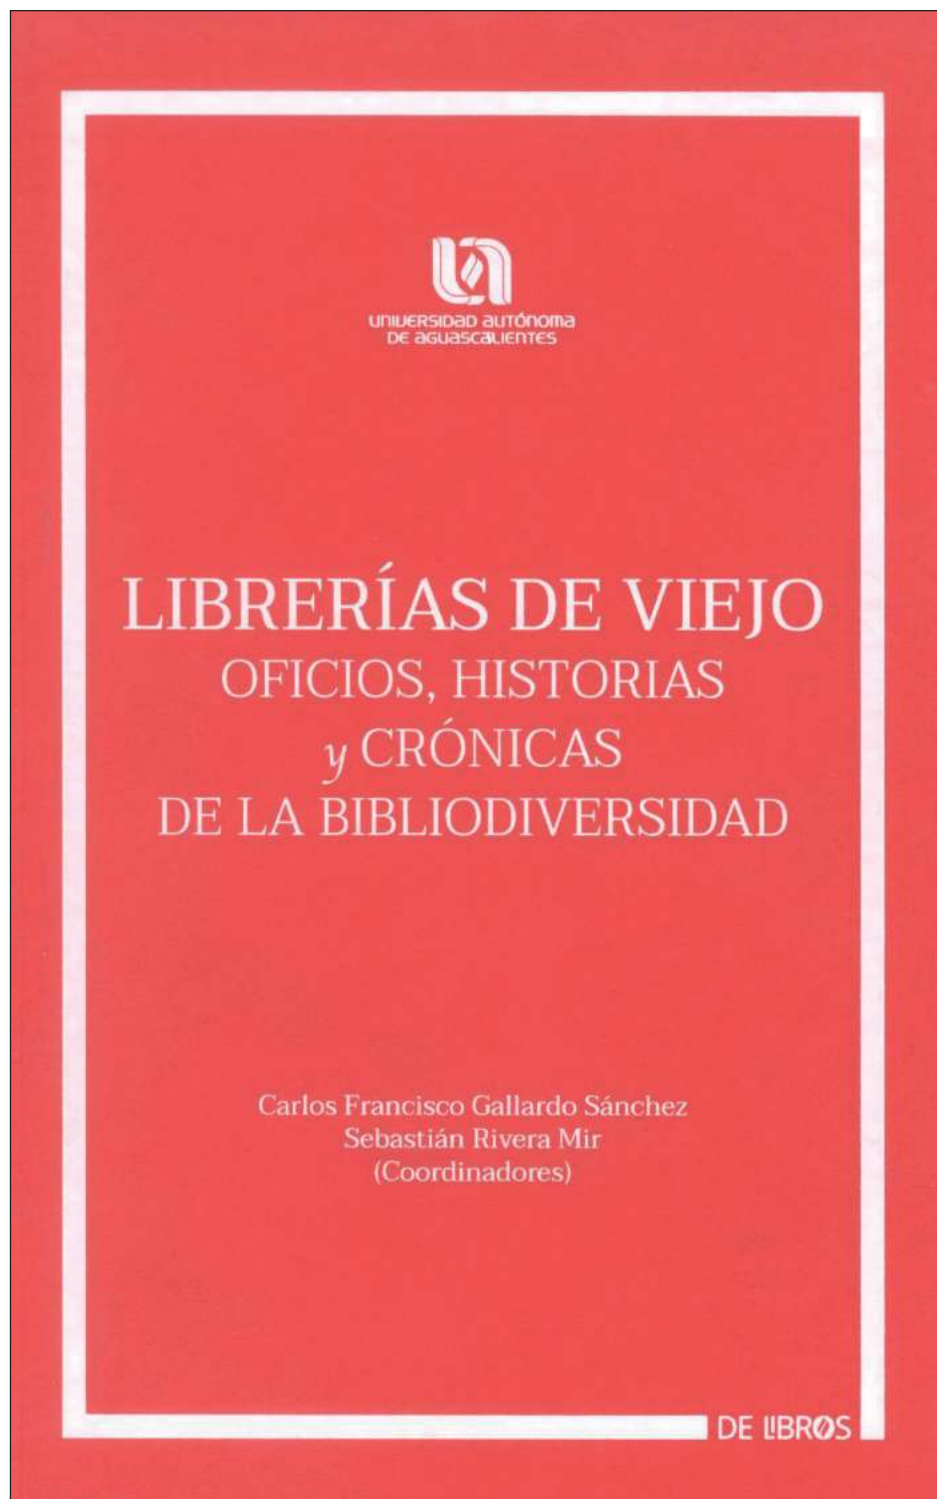 UNIVERSIDAD AUTÓNOMA
DE AGUASCALIENTES
LIBRERÍAS DE VIEJO
OFICIOS, HISTORIAS
y CRÓNICAS
DE LA BIBLIODIVERSIDAD
Carlos Francisco Gallardo Sánchez
Sebastián Rivera Mir
(Coordinadores)
DE LIBROS